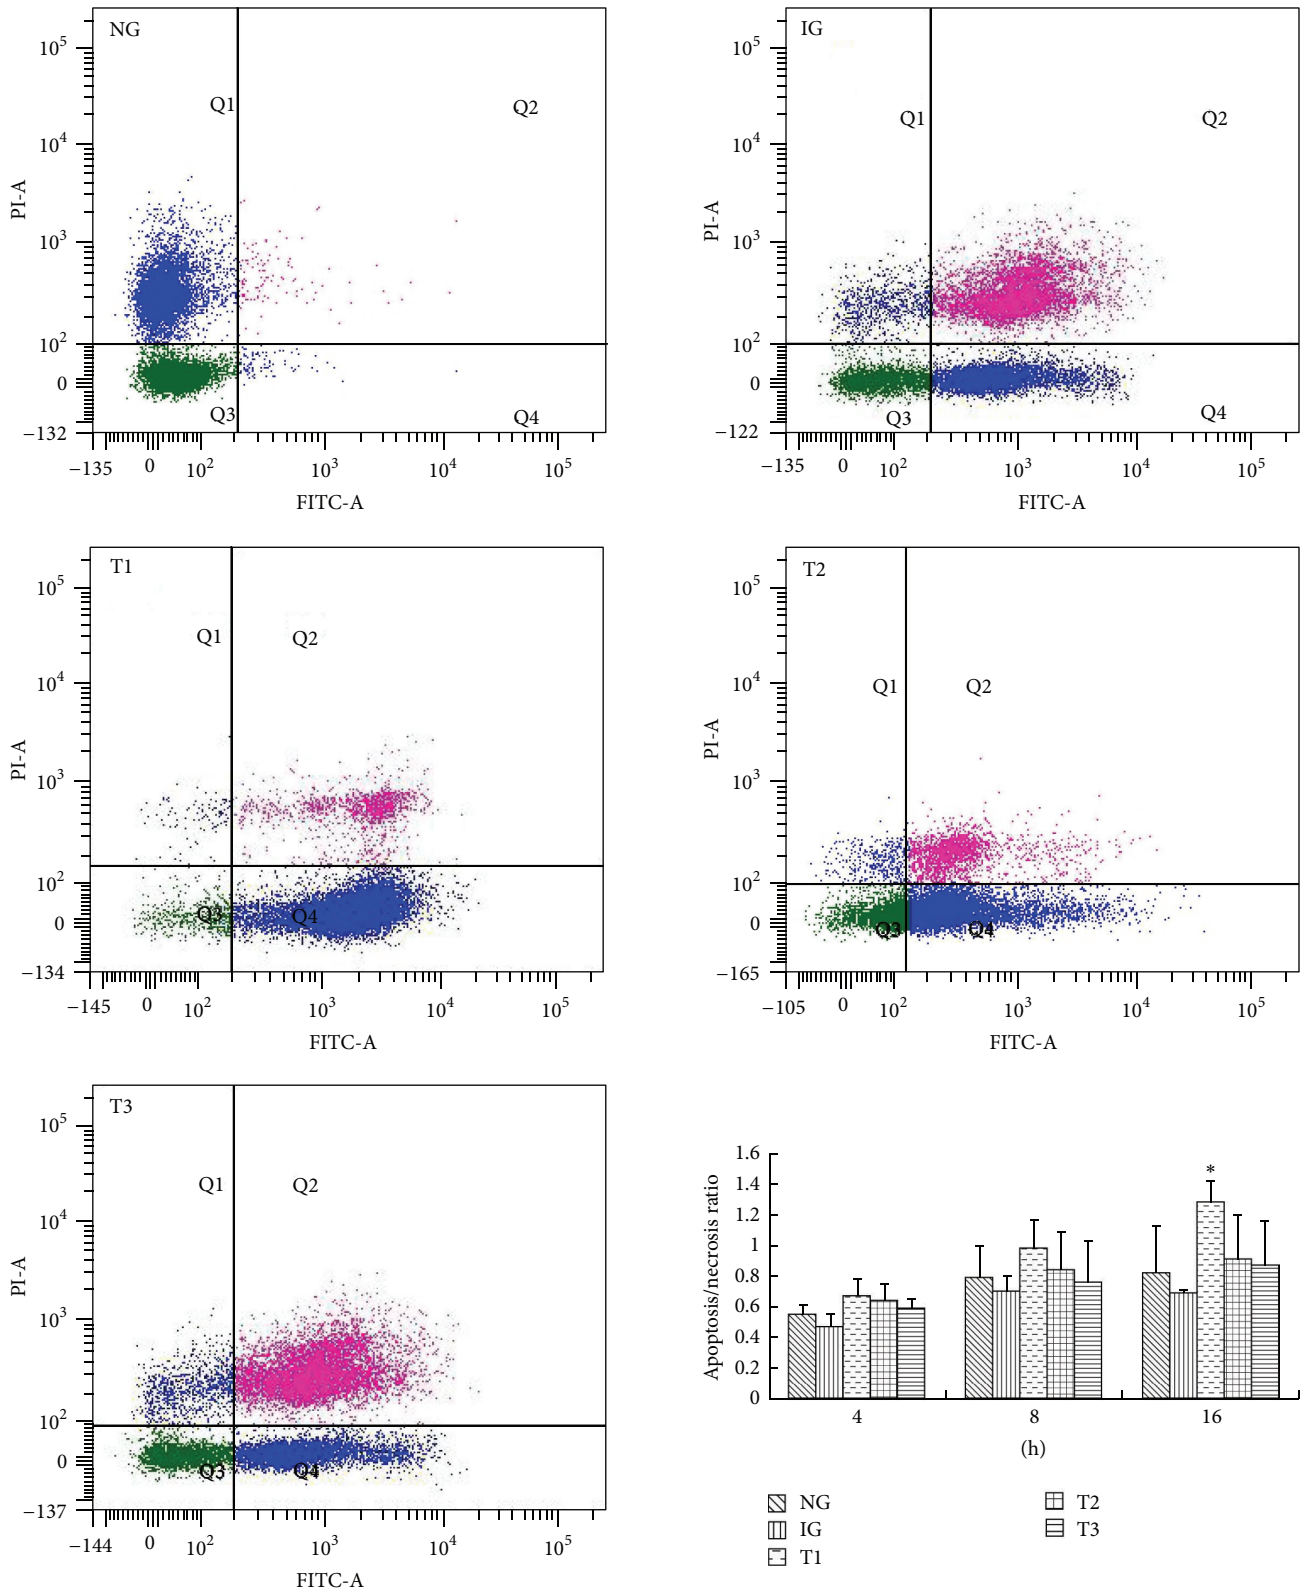 NG
10^5
10^4
10^3
10^2
0
−132
PI-A
Q1
Q2
Q3
Q4
−135
0
10^2
10^3
10^4
10^5
FITC-A
IG
10^5
10^4
10^3
10^2
0
−122
PI-A
Q1
Q2
Q3
Q4
−135
0
10^2
10^3
10^4
10^5
FITC-A
T1
10^5
10^4
10^3
10^2
0
−134
PI-A
Q1
Q2
Q3
Q4
−145
0
10^2
10^3
10^4
10^5
FITC-A
T2
10^5
10^4
10^3
10^2
0
−165
PI-A
Q1
Q2
Q3
Q4
−105
0
10^2
10^3
10^4
10^5
FITC-A
T3
10^5
10^4
10^3
10^2
0
−137
PI-A
Q1
Q2
Q3
Q4
−144
0
10^2
10^3
10^4
10^5
FITC-A
Apoptosis/necrosis ratio
1.6
1.4
1.2
1
0.8
0.6
0.4
0.2
0
*
4
8
16
(h)
NG
IG
T1
T2
T3